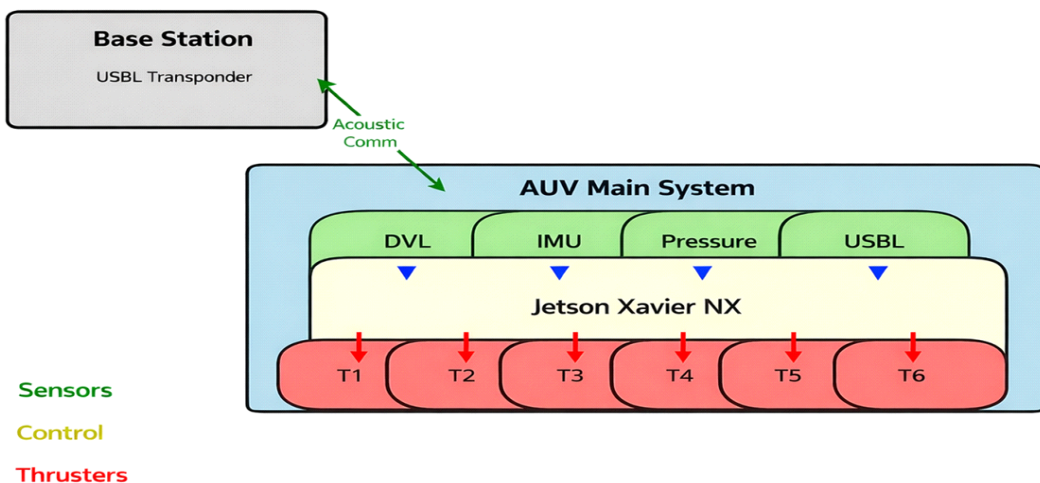 Base Station
USBL Transponder
Acoustic
Comm
AUV Main System
DVL IMU Pressure USBL
Jetson Xavier NX
T1 T2 T3 T4 T5 T6
Sensors
Control
Thrusters